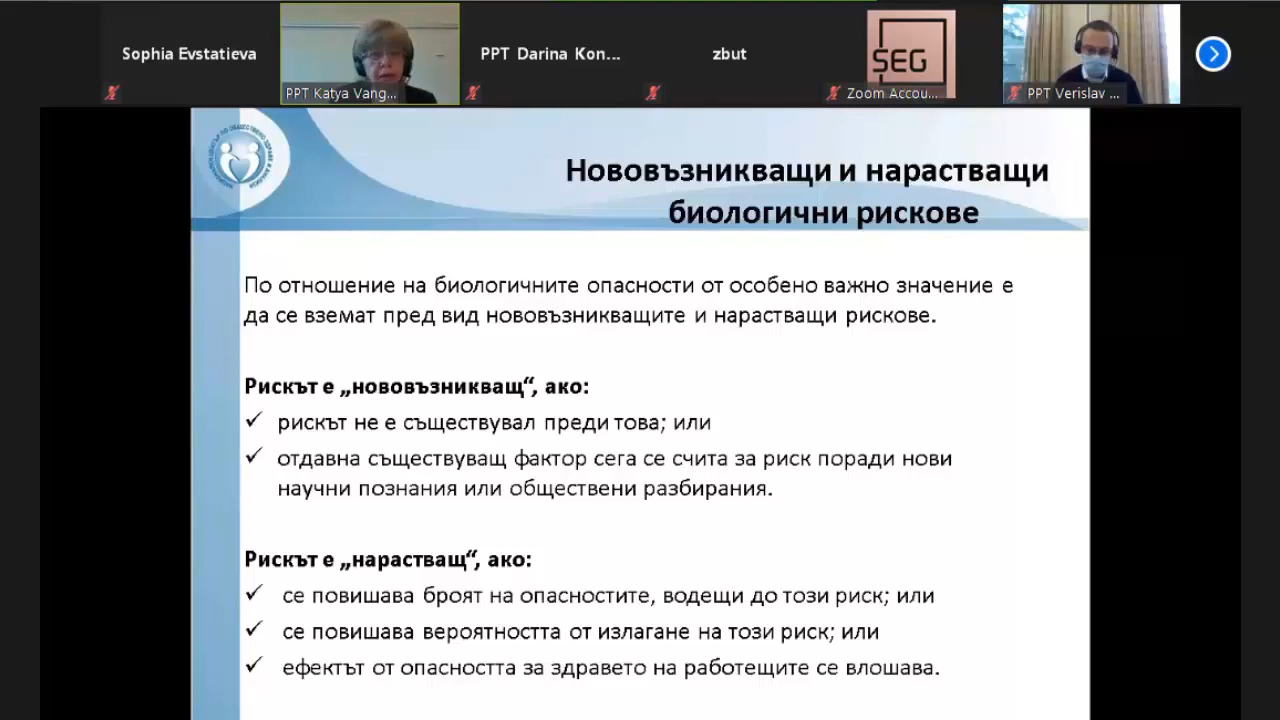 Sophia Evstatieva
PPT Katya Vang...
PPT Darina Kon...
zbut
SEG
Zoom Accou...
PPT Verislav ...
Нововъзникващи и нарастващи
биологични рискове
По отношение на биологичните опасности от особено важно значение е
да се вземат пред вид нововъзникващите и нарастващи рискове.
Рискът е „нововъзникващ“, ако:
✓ рискът не е съществувал преди това; или
✓ отдавна съществуващ фактор сега се счита за риск поради нови
научни познания или обществени разбирания.
Рискът е „нарастващ“, ако:
✓ се повишава броят на опасностите, водещи до този риск; или
✓ се повишава вероятността от излагане на този риск; или
✓ ефектът от опасността за здравето на работещите се влошава.